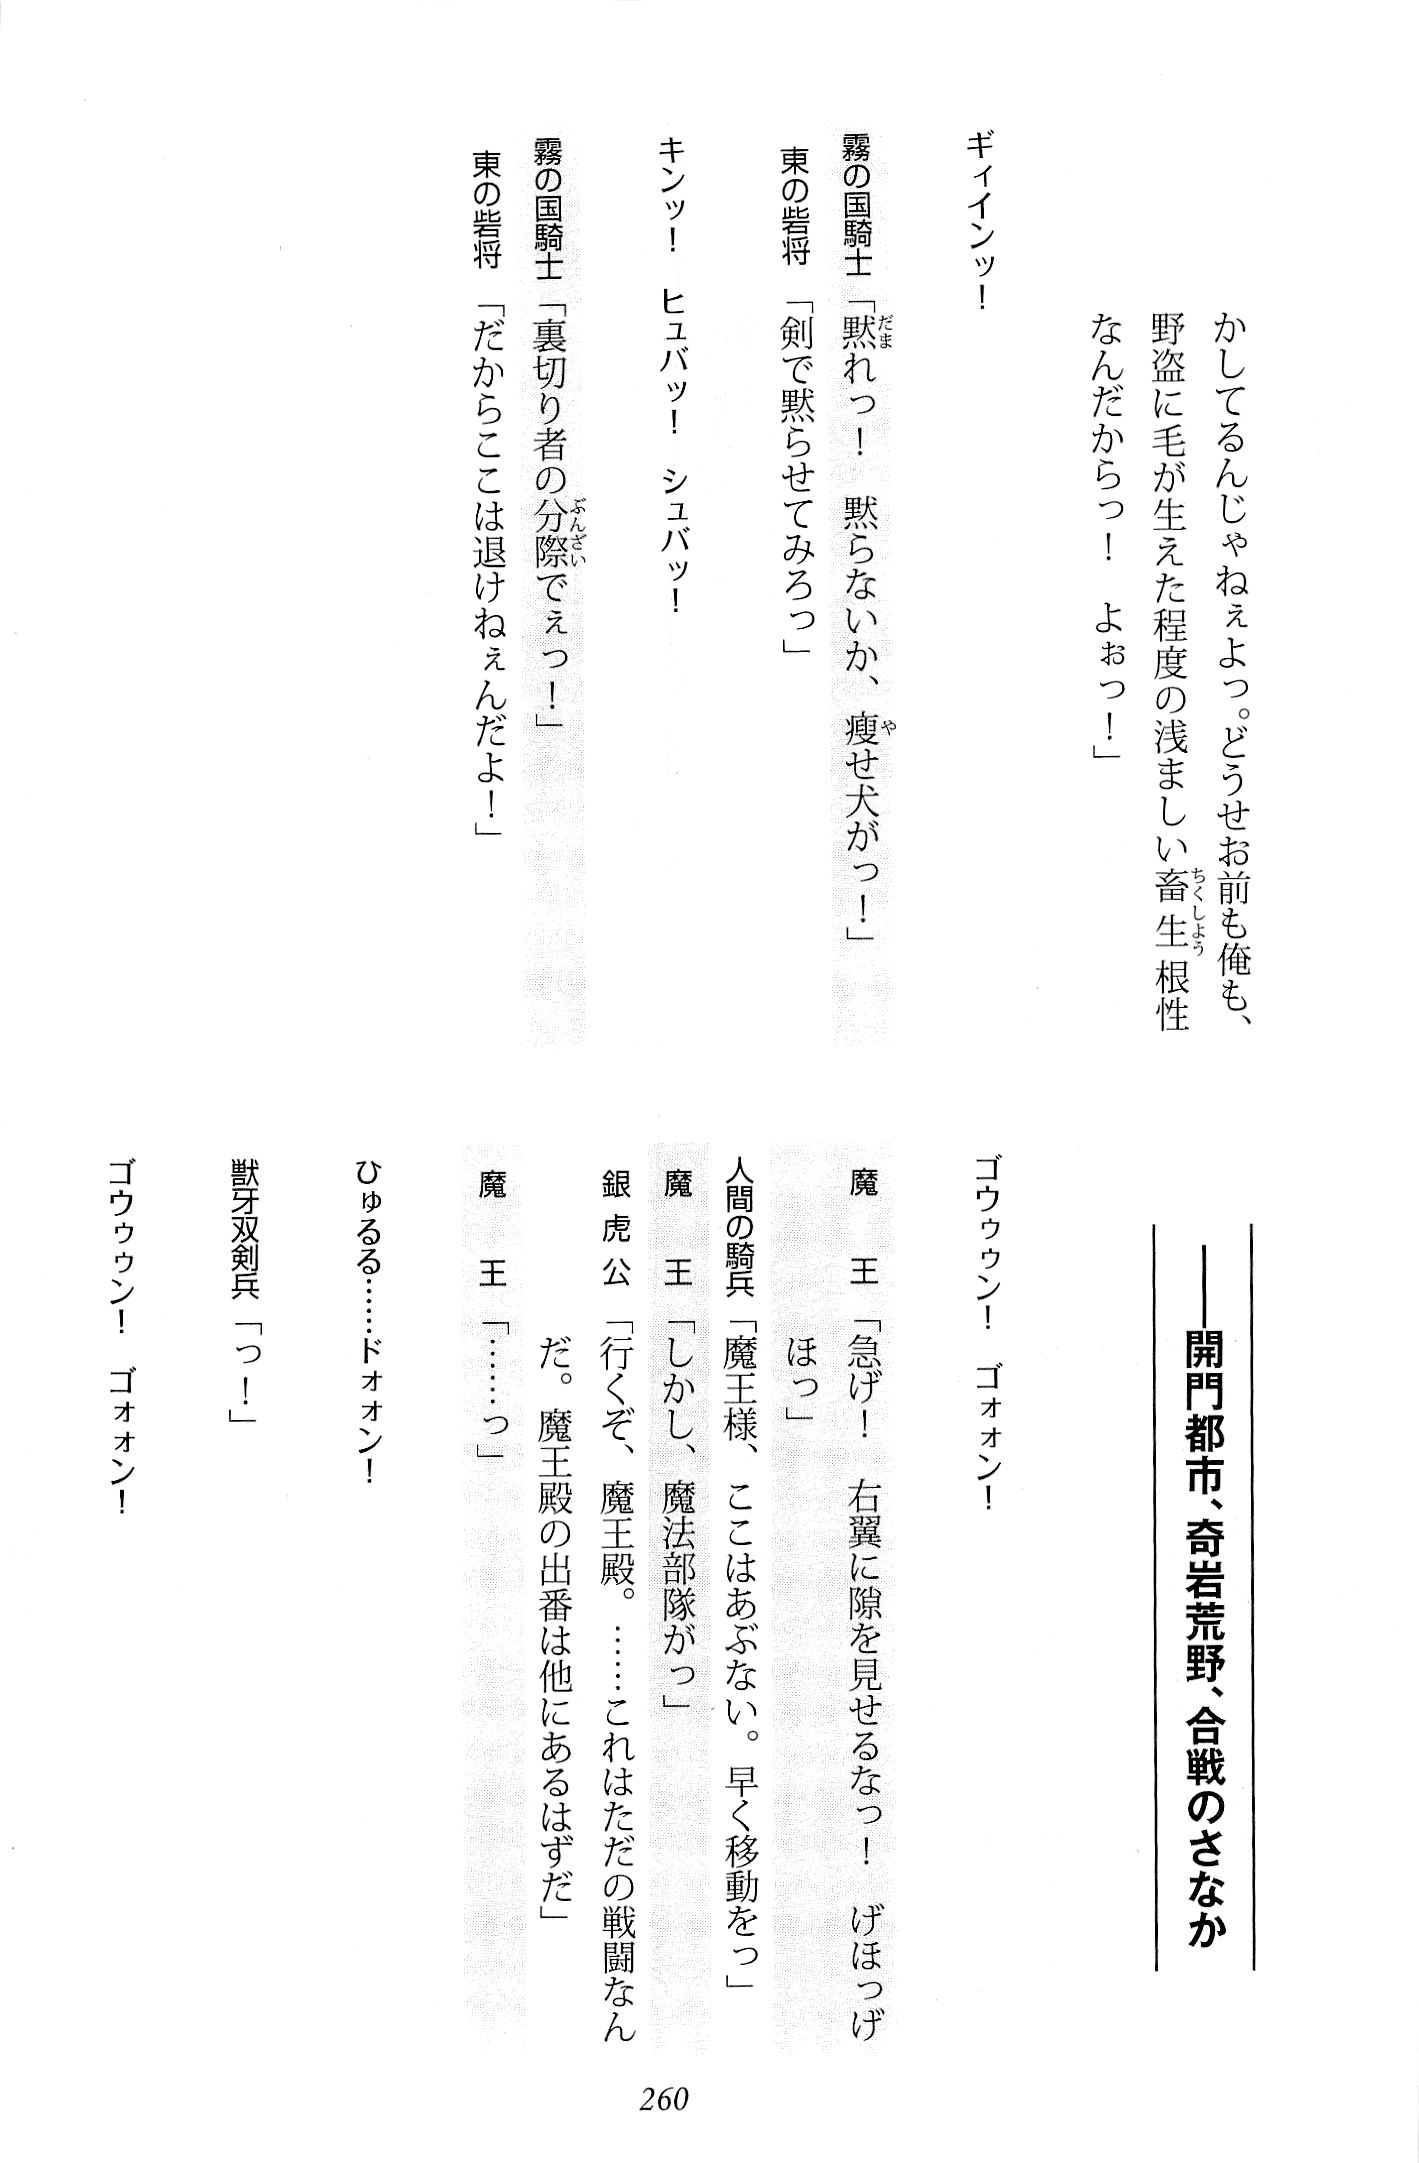 かしてるんじゃねぇよっ。どうせお前も俺も、
野盗に毛が生えた程度の浅ましい畜生根性
なんだからっ！　よぉっ！」
ギィインッ！
霧の国騎士「黙れっ！　黙らないか、痩せ犬がっ！」
東の砦将「剣で黙らせてみろっ」
キンッ！　ヒュバッ！　シュバッ！
霧の国騎士「裏切り者の分際でぇっ！」
東の砦将「だからここは退けねぇんだよ！」
――開門都市、奇岩荒野、合戦のさなか
ゴウゥゥン！　ゴォォン！
魔王「急げ！　右翼に隙を見せるなっ！　げほっげ
ほっ」
人間の騎兵「魔王様、ここはあぶない。早く移動をっ」
魔王「しかし、魔法部隊がっ」
銀虎公「行くぞ、魔王殿。……これはただの戦闘なん
だ。魔王殿の出番は他にあるはずだ」
魔王「……っ」
ひゅるる……ドォォン！
獣牙双剣兵「っ！」
ゴウゥゥン！　ゴォォン！
260